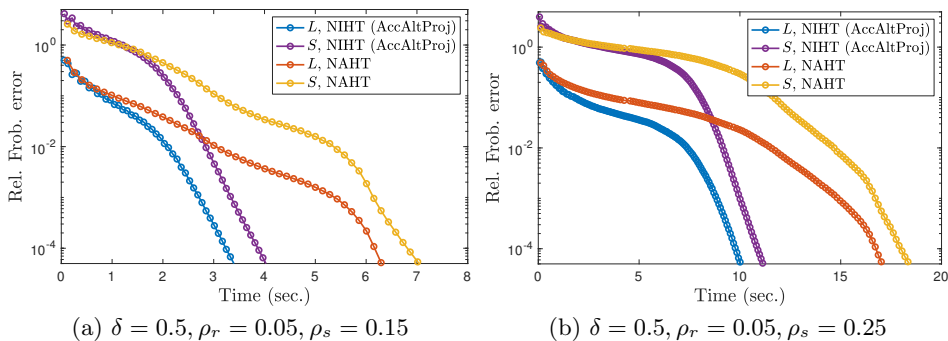 L, NIHT (AccAltProj)
S, NIHT (AccAltProj)
L, NAHT
S, NAHT
10^0
10^-2
10^-4
Rel. Frob. error
0 1 2 3 4 5 6 7 8
Time (sec.)
(a) δ = 0.5, ρ_r = 0.05, ρ_s = 0.15
L, NIHT (AccAltProj)
S, NIHT (AccAltProj)
L, NAHT
S, NAHT
10^0
10^-2
10^-4
Rel. Frob. error
0 5 10 15 20
Time (sec.)
(b) δ = 0.5, ρ_r = 0.05, ρ_s = 0.25